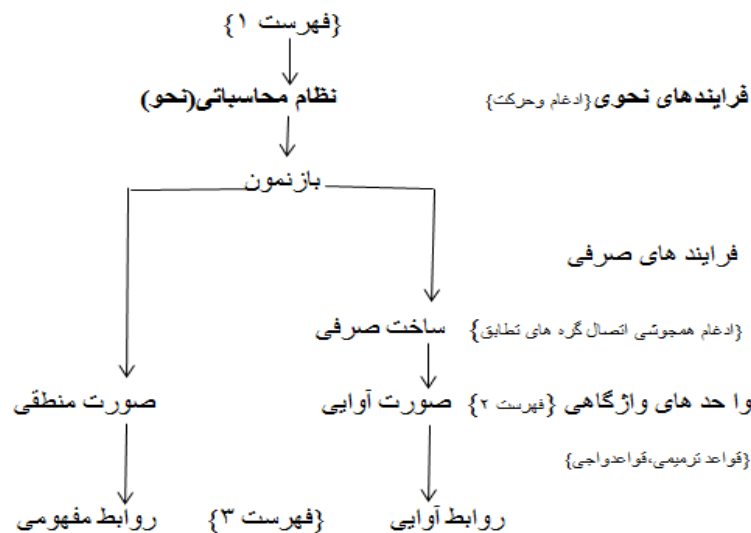 {فهرست ۱}
نظام محاسباتی(نحو) فرایندهای نحوی{ادغام وحرکت}
بازنمون
فرایند های صرفی
ساخت صرفی {ادغام همجوشی اتصال گره های تطابق}
صورت منطقی صورت آوایی وا حد های واژگاهی {فهرست ۲}
{قواعد ترمیمی،قواعدواجی}
روابط مفهومی {فهرست ۳} روابط آوایی